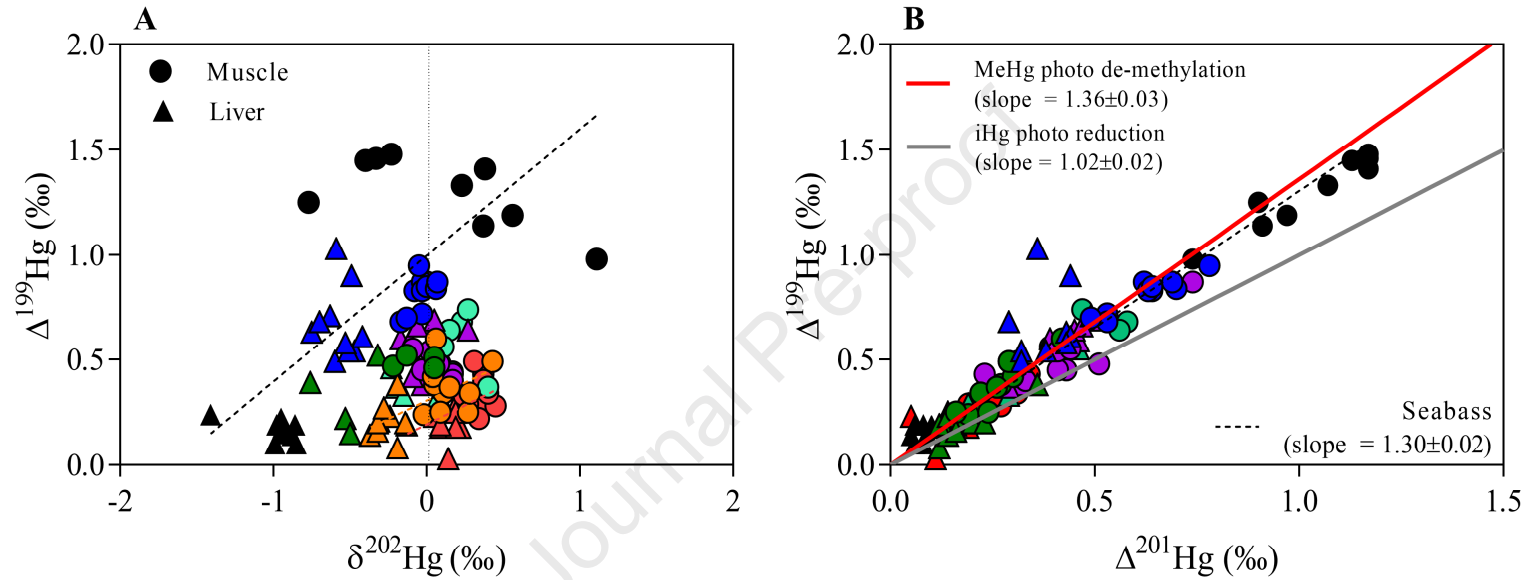 A
B
2.0
1.5
1.0
0.5
0.0
Δ199Hg (‰)
Muscle
Liver
-2
-1
0
1
2
δ202Hg (‰)
2.0
1.5
1.0
0.5
0.0
Δ199Hg (‰)
MeHg photo de-methylation
(slope = 1.36±0.03)
iHg photo reduction
(slope = 1.02±0.02)
Seabass
(slope = 1.30±0.02)
0.0
0.5
1.0
1.5
Δ201Hg (‰)
Journal Pre-proof